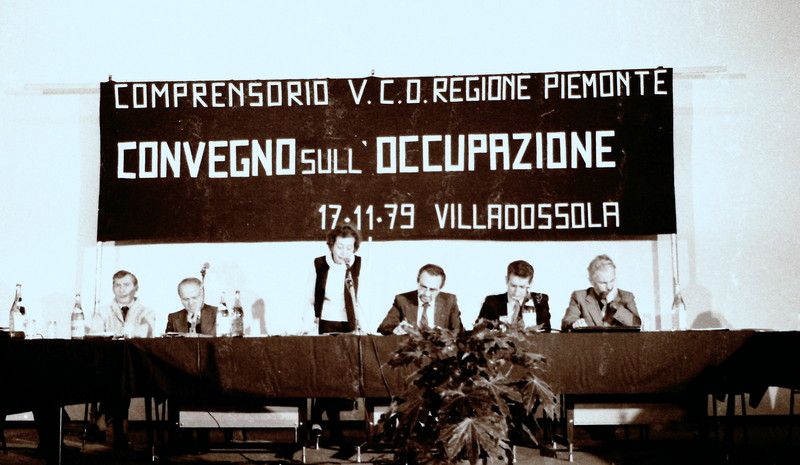 COMPRENSORIO V.C.O. REGIONE PIEMONTE
CONVEGNO SULL'OCCUPAZIONE
17·11·79 VILLADOSSOLA